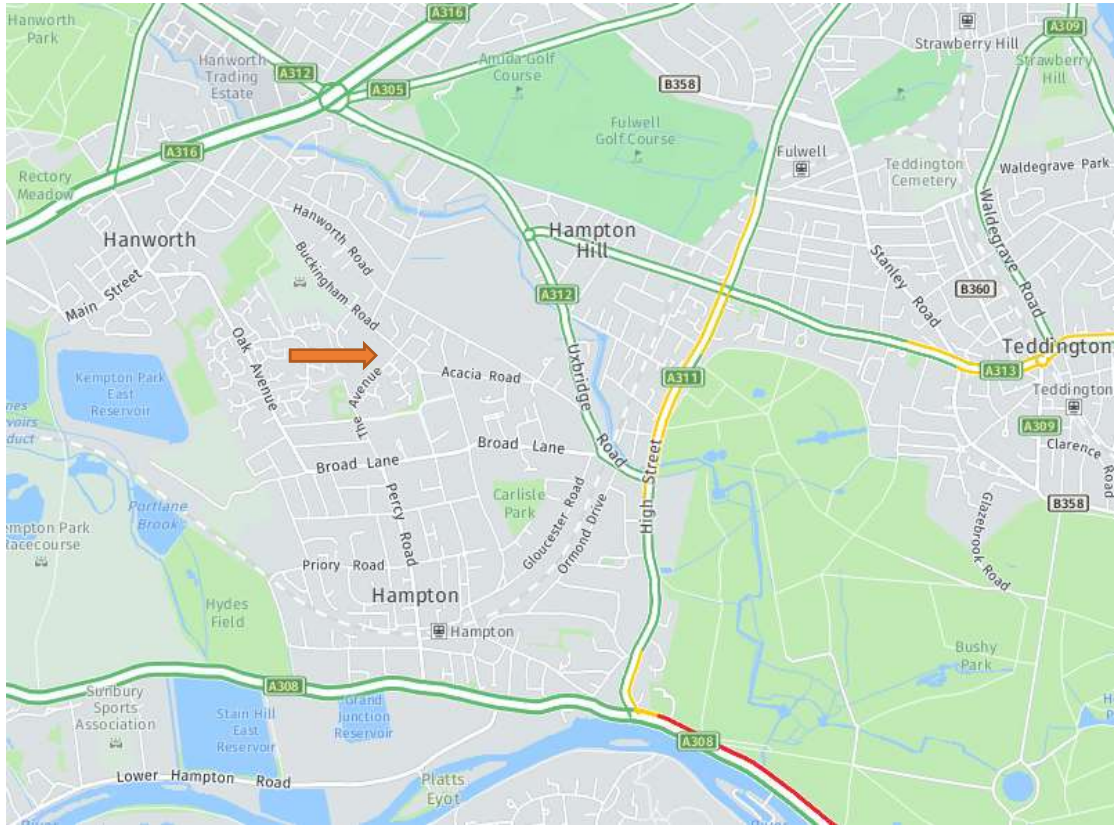 Hanworth
Park
A316
A309
Strawberry Hill
Strawberry
Hill
Hanworth
Trading
Estate
A312
A305
Amida Golf
Course
B358
Fulwell
Golf Course
Fulwell
Teddington
Cemetery
Waldegrave Park
Waldegrave Road
A316
Rectory
Meadow
Hanworth
Main Street
Hanworth Road
Buckingham Road
Hampton
Hill
A312
Stanley Road
B360
Oak Avenue
The Avenue
Acacia Road
Uxbridge Road
A311
Teddington
A313
Teddington
A309
Clarence Road
Kempton Park
East
Reservoir
Broad Lane
Broad Lane
High Street
Percy Road
Carlisle
Park
Gloucester Road
Ormond Drive
B358
Glazebrook Road
Portlane
Brook
Priory Road
Hampton
Hampton
Hydes
Field
Bushy
Park
A308
Sunbury
Sports
Association
Stain Hill
East
Reservoir
Grand
Junction
Reservoir
A308
Lower Hampton Road
Platts
Eyot
River